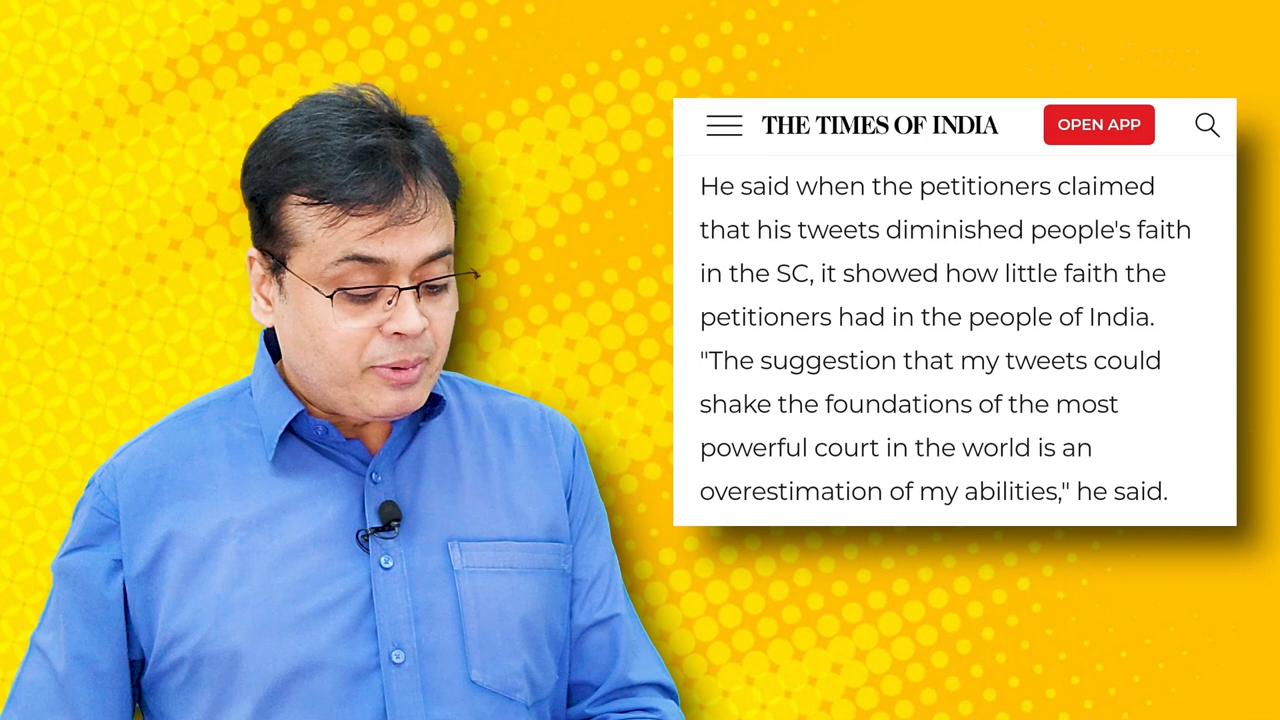 THE TIMES OF INDIA
OPEN APP
He said when the petitioners claimed
that his tweets diminished people's faith
in the SC, it showed how little faith the
petitioners had in the people of India.
"The suggestion that my tweets could
shake the foundations of the most
powerful court in the world is an
overestimation of my abilities," he said.